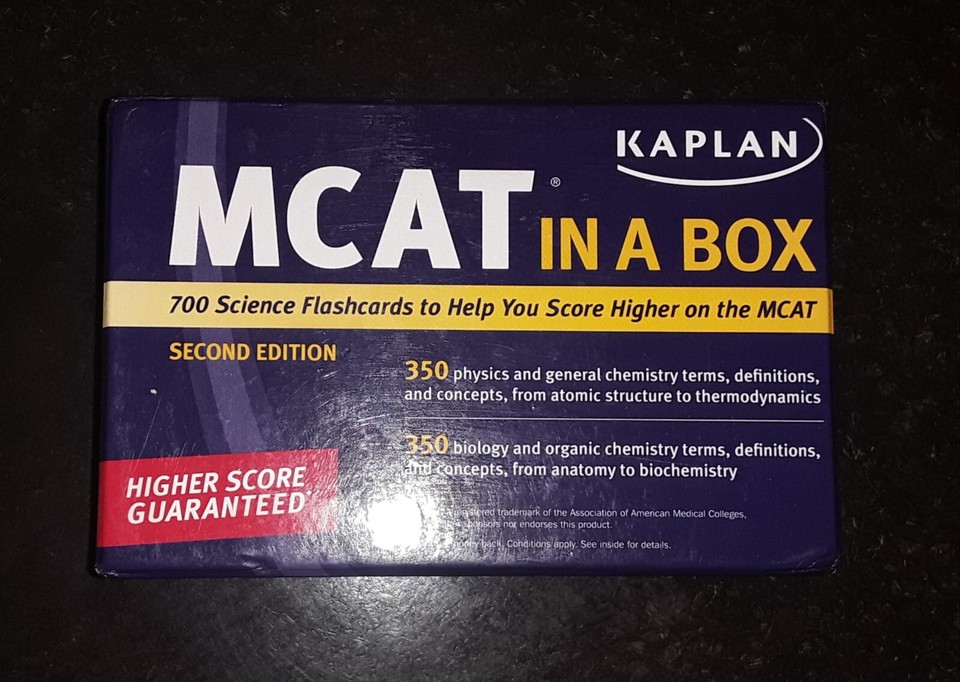 KAPLAN
MCAT®
IN A BOX
700 Science Flashcards to Help You Score Higher on the MCAT
SECOND EDITION
350 physics and general chemistry terms, definitions,
and concepts, from atomic structure to thermodynamics
350 biology and organic chemistry terms, definitions,
and concepts, from anatomy to biochemistry
HIGHER SCORE
GUARANTEED*
trademark of the Association of American Medical Colleges,
nor endorses this product.
back. Conditions apply. See inside for details.